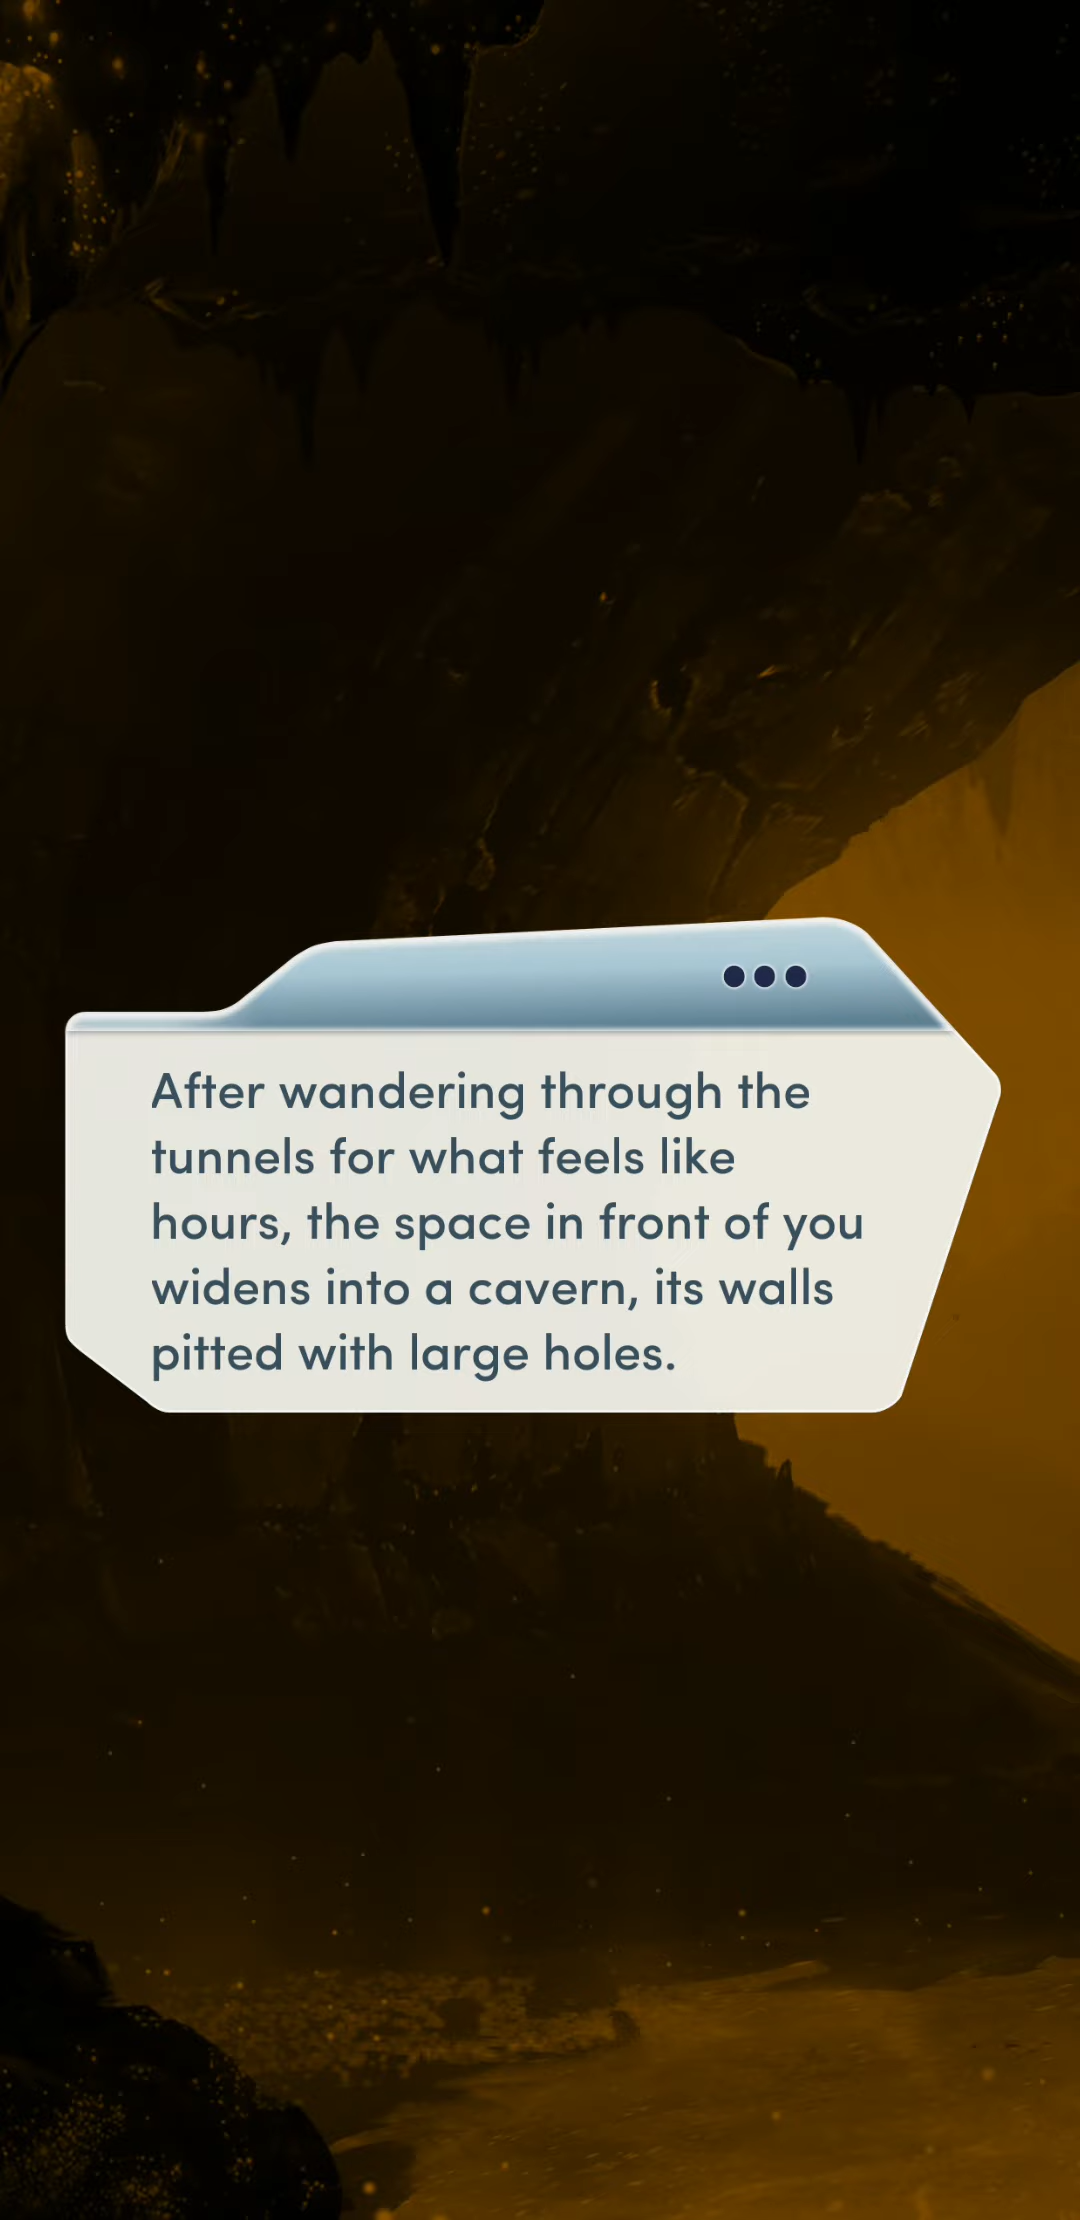 After wandering through the
tunnels for what feels like
hours, the space in front of you
widens into a cavern, its walls
pitted with large holes.